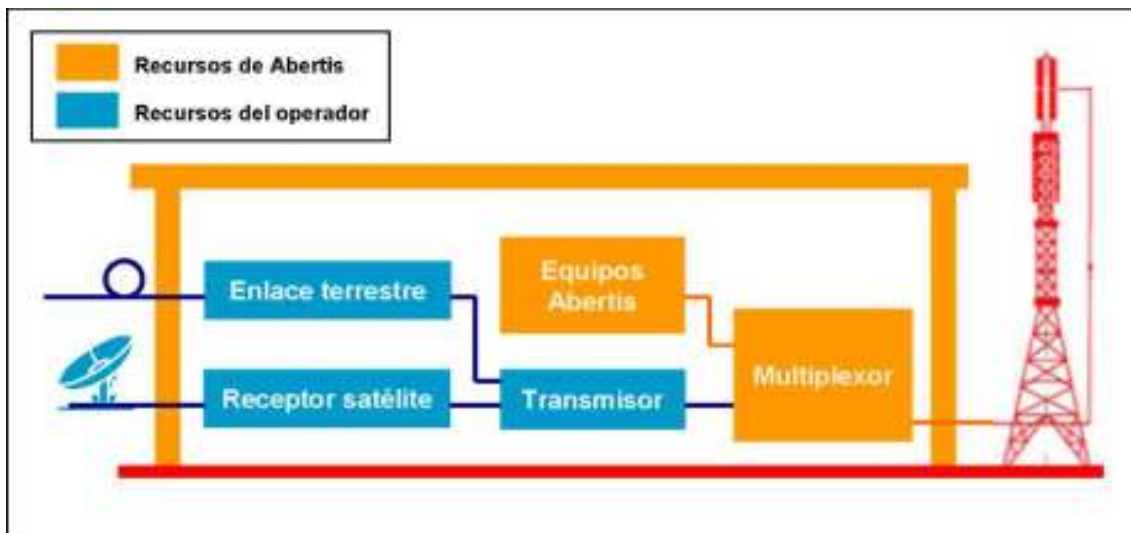 Recursos de Abertis
Recursos del operador
Enlace terrestre
Equipos
Abertis
Receptor satélite
Transmisor
Multiplexor